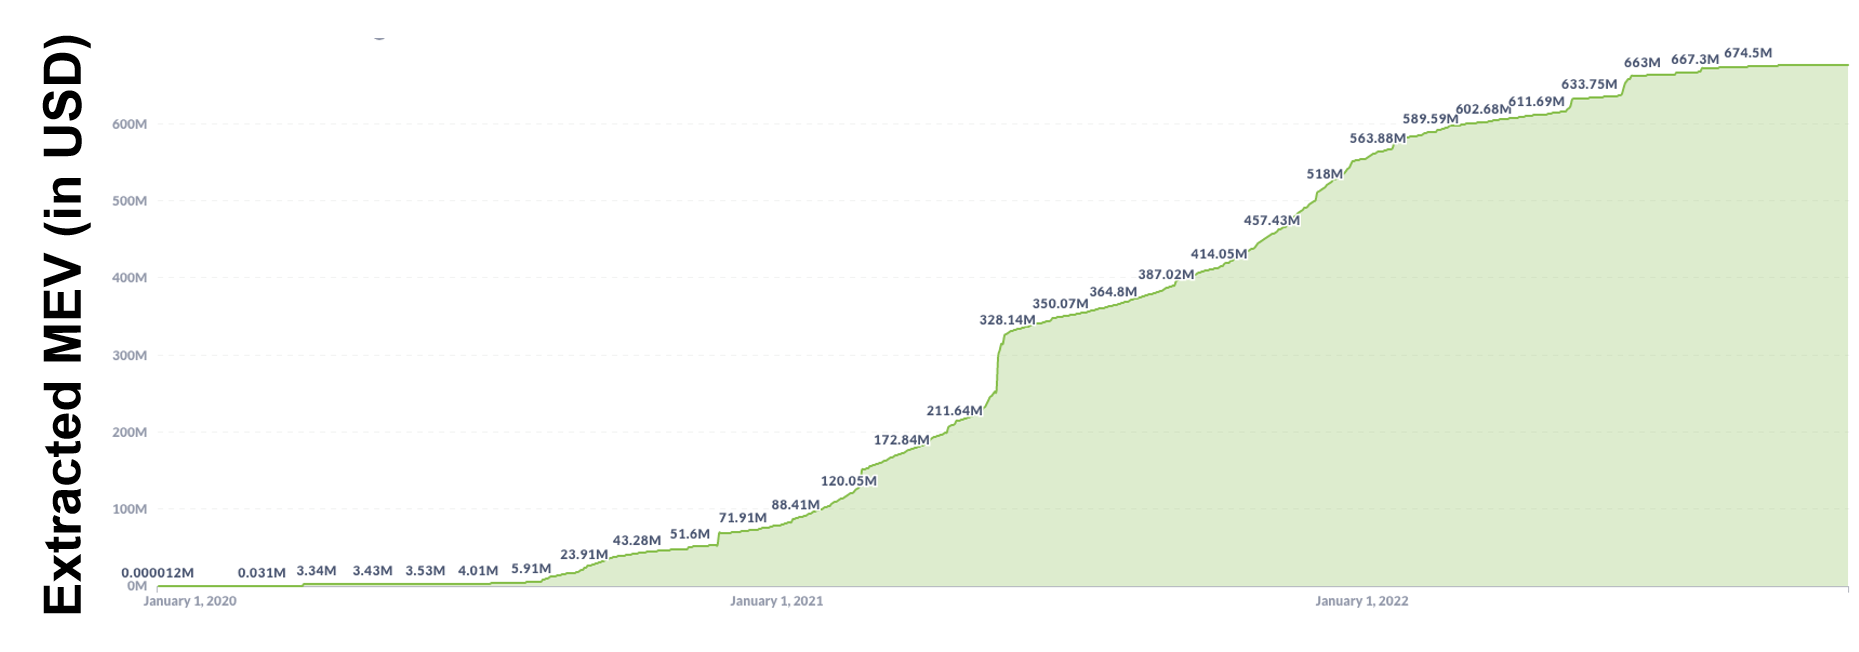 Extracted MEV (in USD)
674.5M
667.3M
663M
633.75M
611.69M
602.68M
589.59M
600M
563.88M
518M
500M
457.43M
414.05M
387.02M
400M
364.8M
350.07M
328.14M
300M
211.64M
200M
172.84M
120.05M
88.41M
100M
71.91M
51.6M
43.28M
23.91M
5.91M
4.01M
3.53M
3.43M
3.34M
0.031M
0.000012M
0M
January 1, 2020
January 1, 2021
January 1, 2022